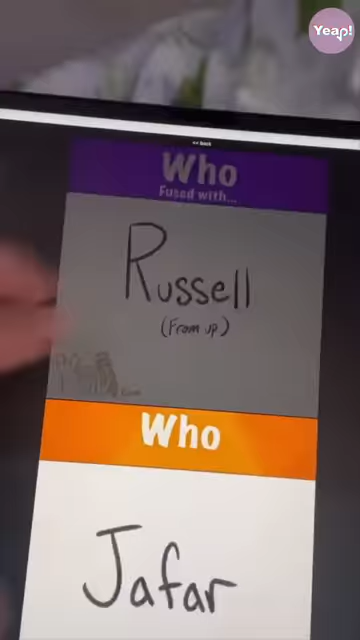 Yeap!
Who
Fused with...
Russell
(From up)
Who
Jafar